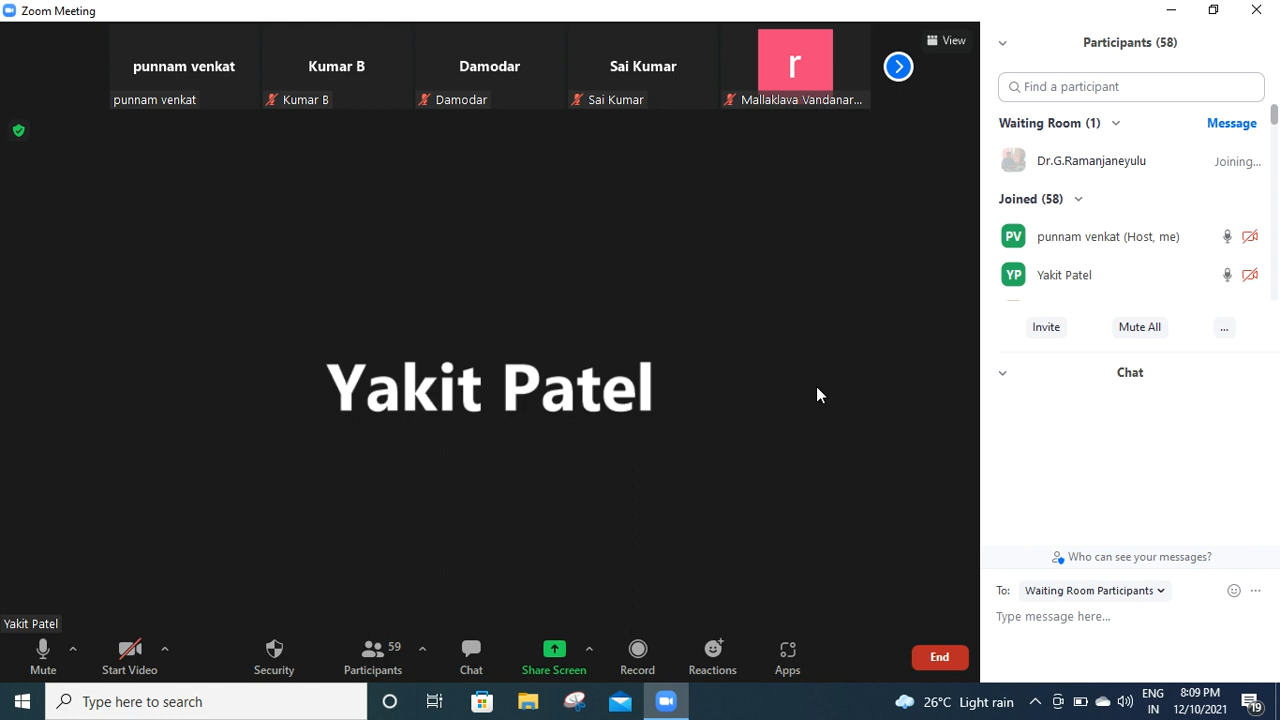 Zoom Meeting
punnam venkat
Kumar B
Damodar
Sai Kumar
r
View
punnam venkat
Kumar B
Damodar
Sai Kumar
Mallaklava Vandanar...
Yakit Patel
Yakit Patel
Mute
Start Video
Security
59
Participants
Chat
Share Screen
Record
Reactions
Apps
End
Participants (58)
Find a participant
Waiting Room (1)
Message
Dr.G.Ramanjaneyulu
Joining...
Joined (58)
PV
punnam venkat (Host, me)
YP
Yakit Patel
Invite
Mute All
...
Chat
Who can see your messages?
To: Waiting Room Participants
Type message here...
Type here to search
26°C Light rain
ENG
IN
8:09 PM
12/10/2021
19